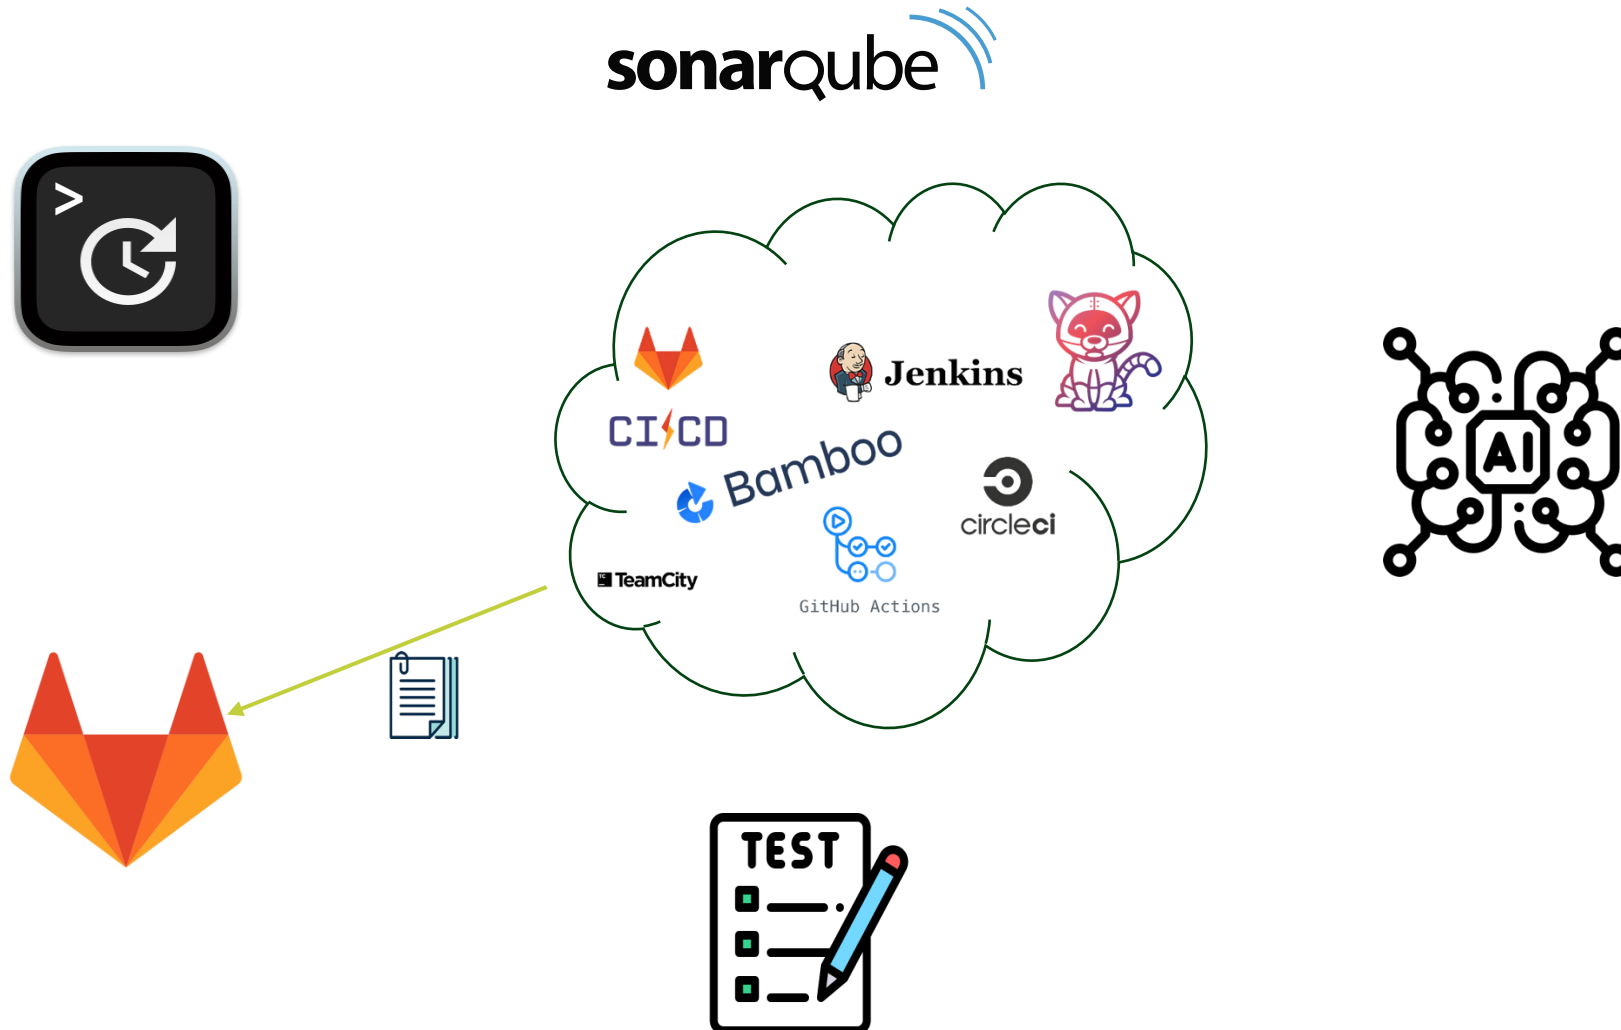 sonarqube
>
Jenkins
CI CD
Bamboo
circleci
TeamCity
GitHub Actions
AI
TEST